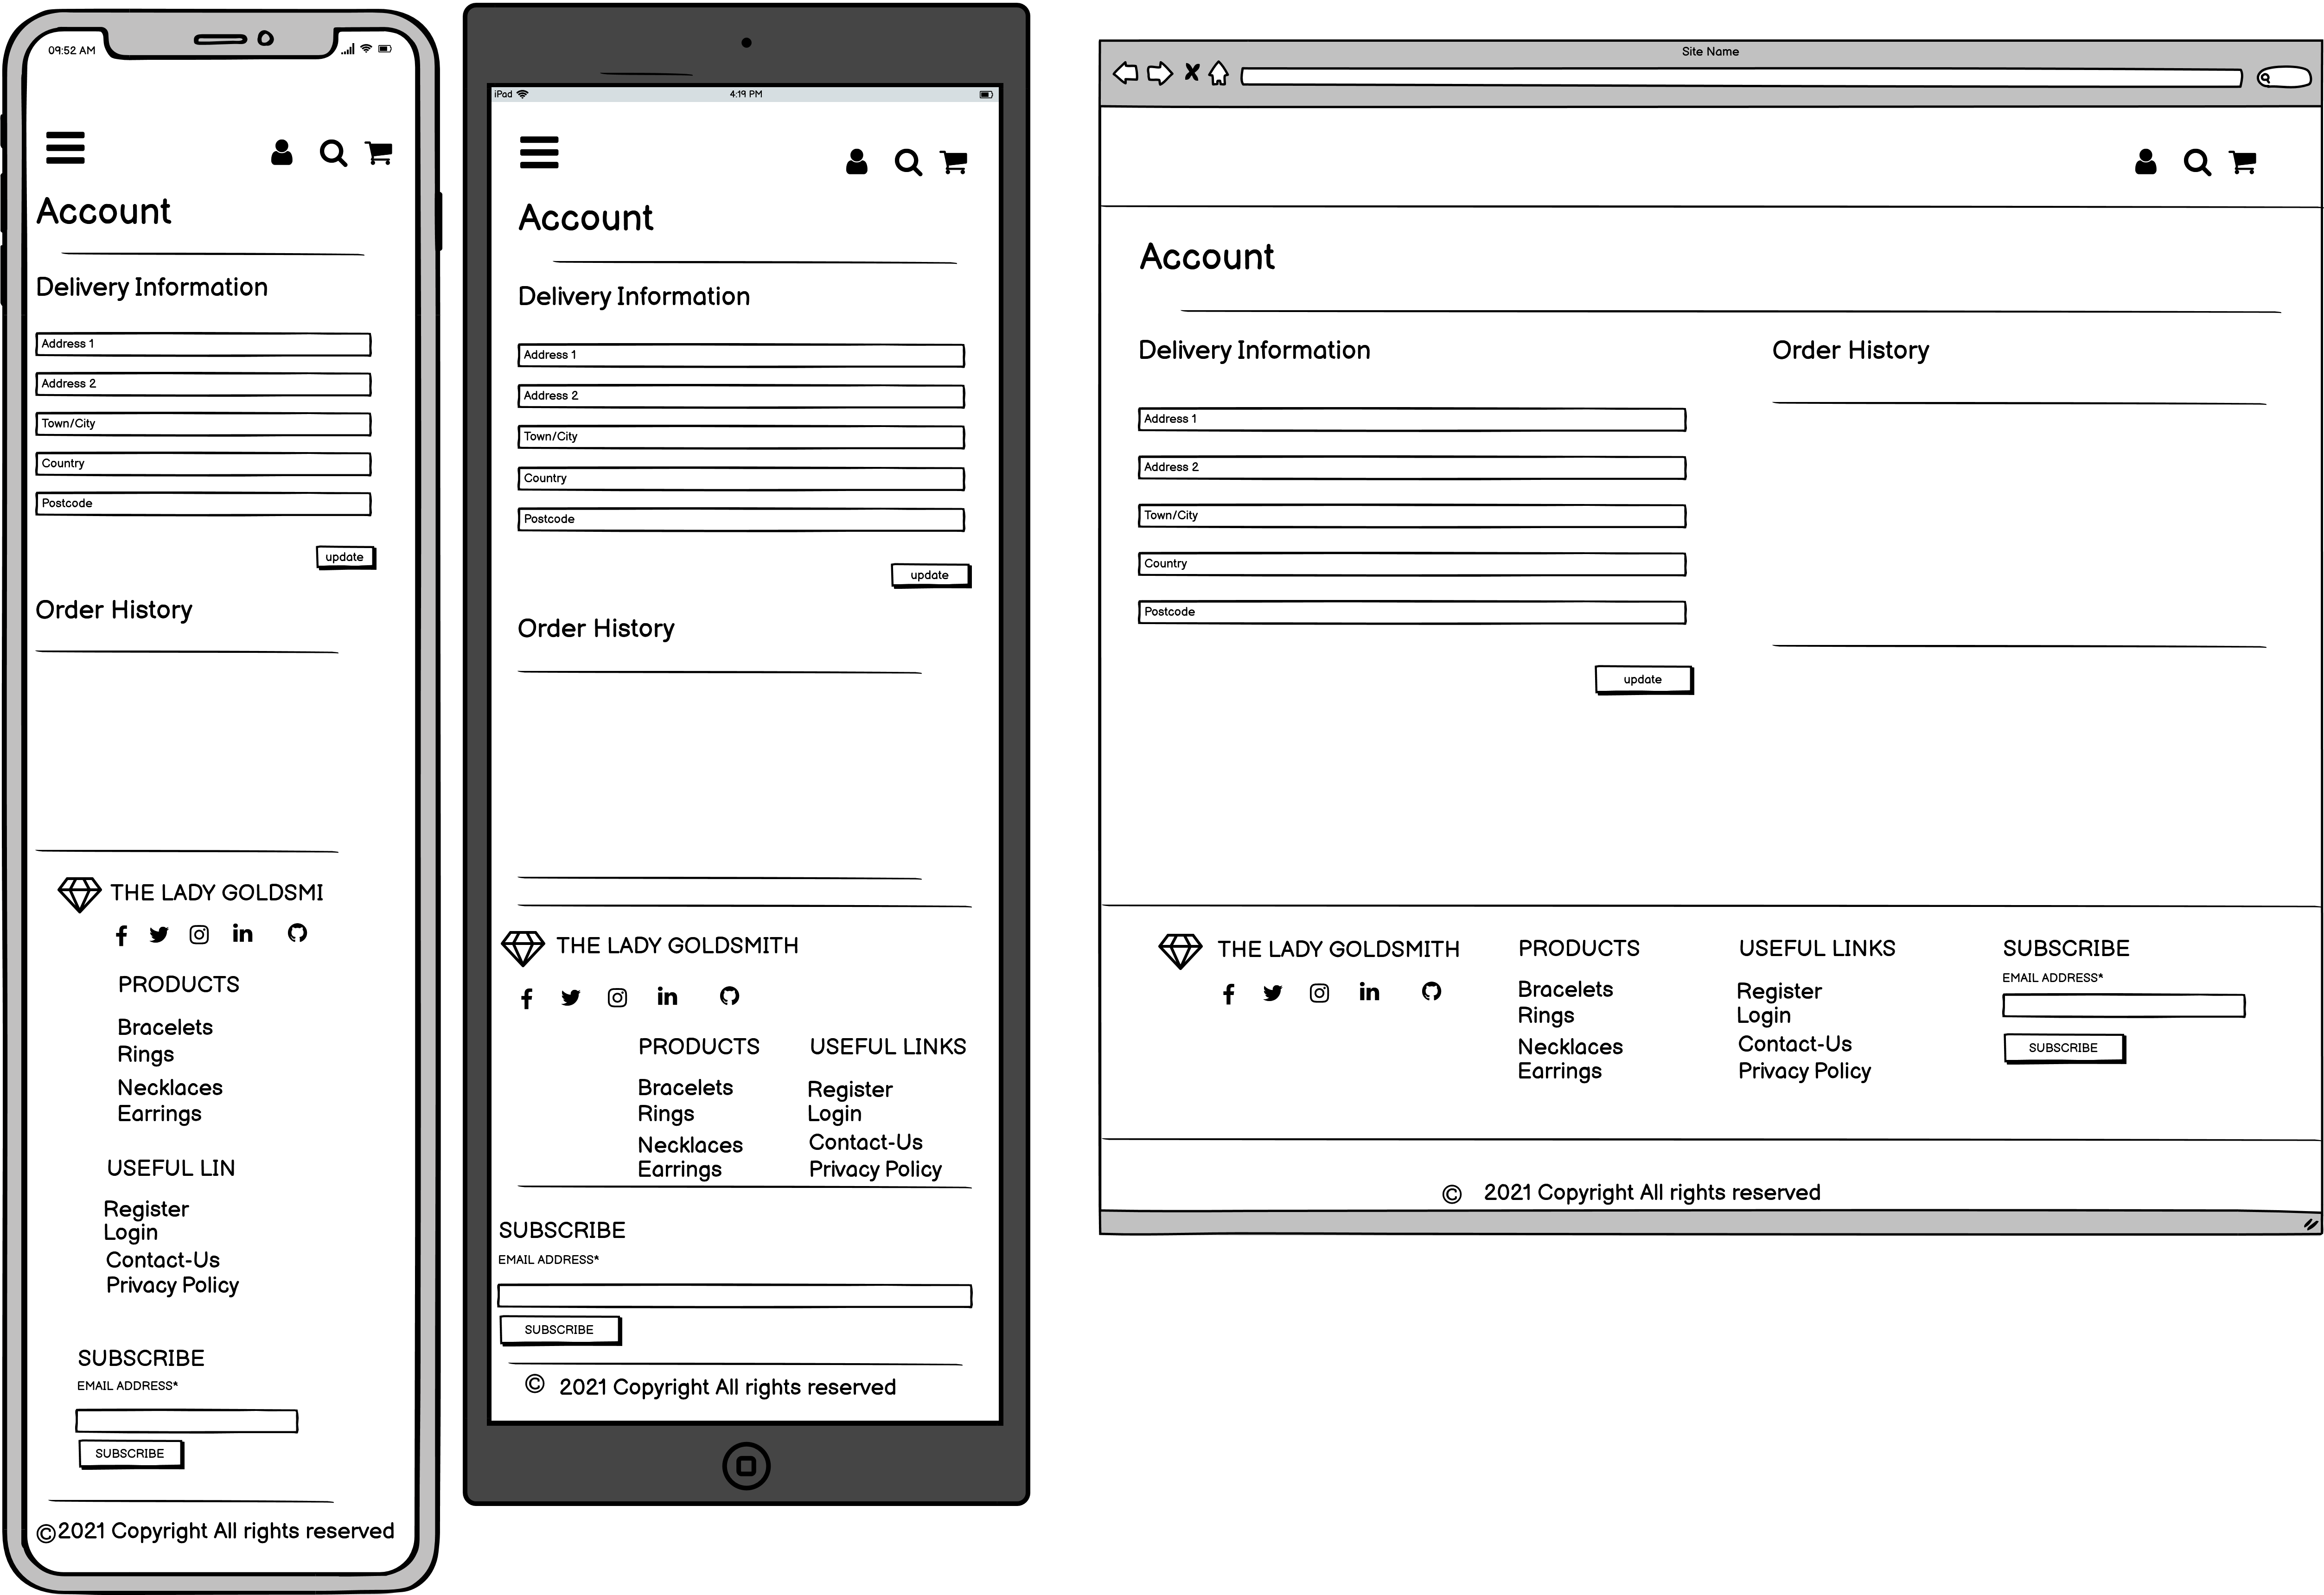 09:52 AM
Account
Delivery Information
Address 1
Address 2
Town/City
Country
Postcode
update
Order History
THE LADY GOLDSMI
PRODUCTS
Bracelets
Rings
Necklaces
Earrings
USEFUL LIN
Register
Login
Contact-Us
Privacy Policy
SUBSCRIBE
EMAIL ADDRESS*
SUBSCRIBE
©2021 Copyright All rights reserved
iPad 4:19 PM
Account
Delivery Information
Address 1
Address 2
Town/City
Country
Postcode
update
Order History
THE LADY GOLDSMITH
PRODUCTS USEFUL LINKS
Bracelets Register
Rings Login
Necklaces Contact-Us
Earrings Privacy Policy
SUBSCRIBE
EMAIL ADDRESS*
SUBSCRIBE
© 2021 Copyright All rights reserved
Site Name
Account
Delivery Information Order History
Address 1
Address 2
Town/City
Country
Postcode
update
THE LADY GOLDSMITH PRODUCTS USEFUL LINKS SUBSCRIBE
EMAIL ADDRESS*
Bracelets Register
Rings Login
Necklaces Contact-Us SUBSCRIBE
Earrings Privacy Policy
© 2021 Copyright All rights reserved